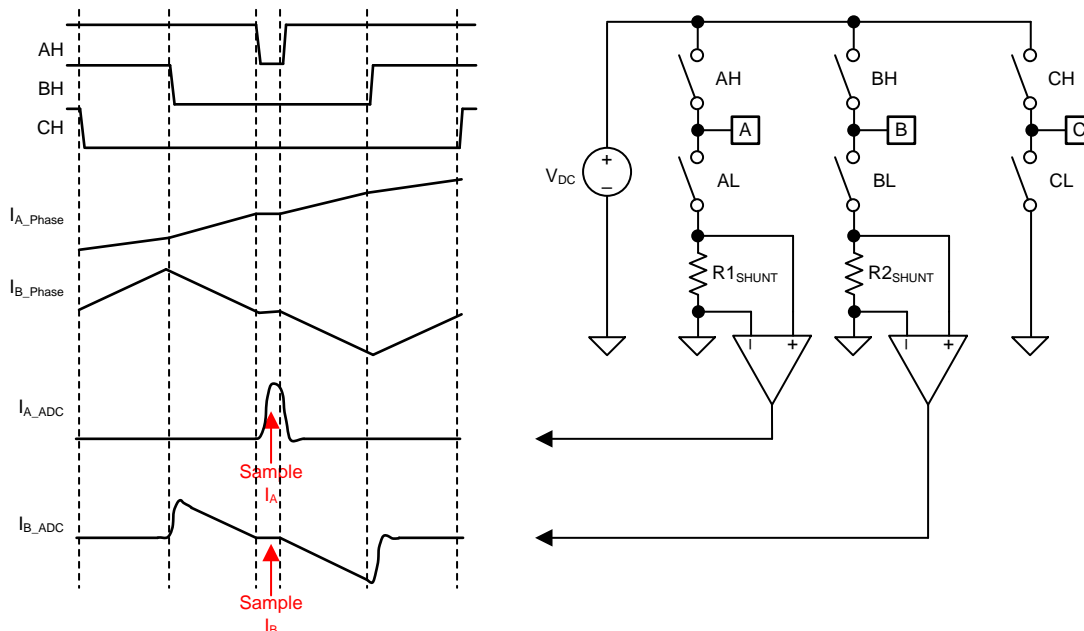 AH
BH
CH
I_A_Phase
I_B_Phase
I_A_ADC
Sample
I_A
I_B_ADC
Sample
I_B
V_DC
+
−
AH
BH
CH
A
B
C
AL
BL
CL
R1_SHUNT
R2_SHUNT
− +
− +